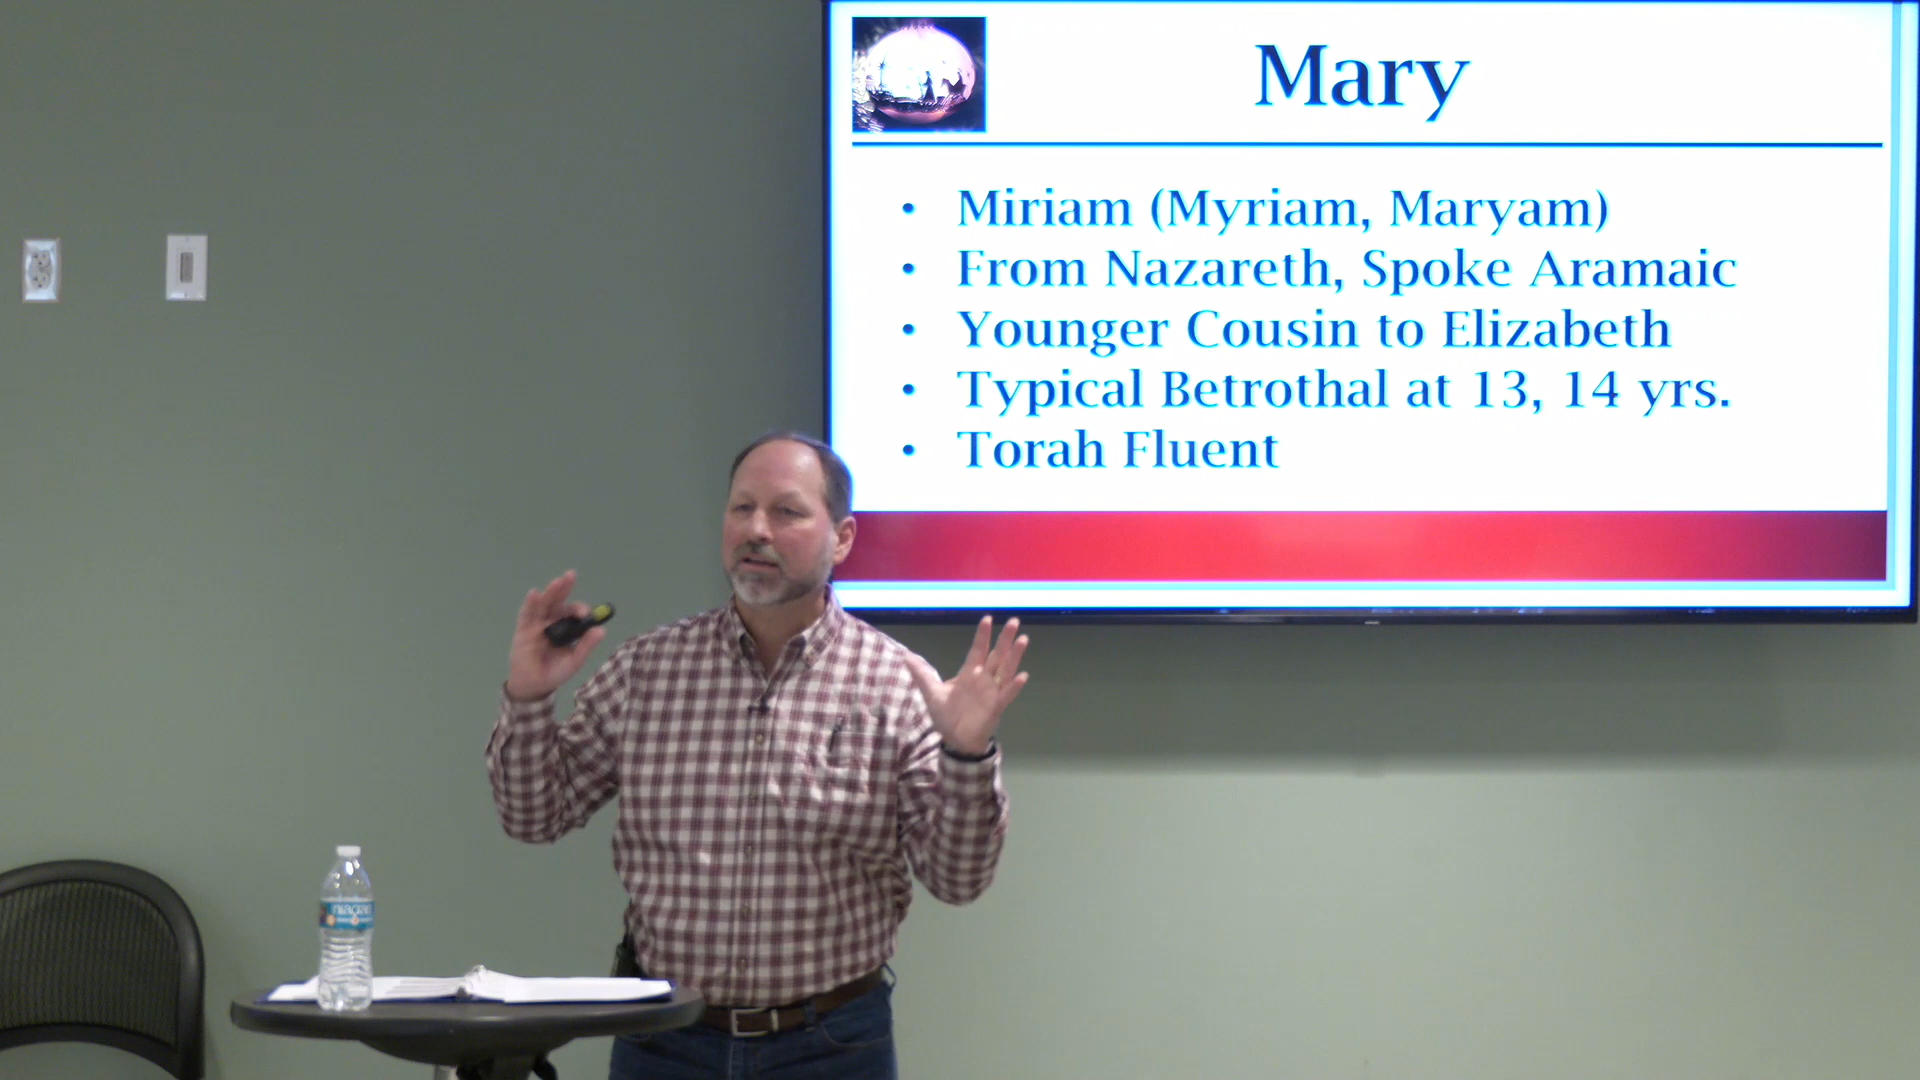 Mary
• Miriam (Myriam, Maryam)
• From Nazareth, Spoke Aramaic
• Younger Cousin to Elizabeth
• Typical Betrothal at 13, 14 yrs.
• Torah Fluent